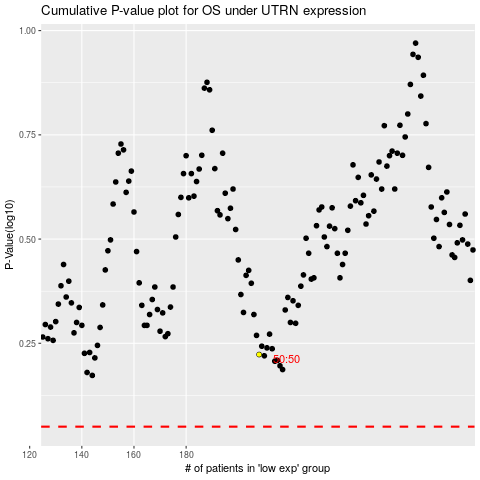 Cumulative P-value plot for OS under UTRN expression
1.00
0.75
0.50
0.25
P-Value(log10)
50:50
120 140 160 180
# of patients in 'low exp' group